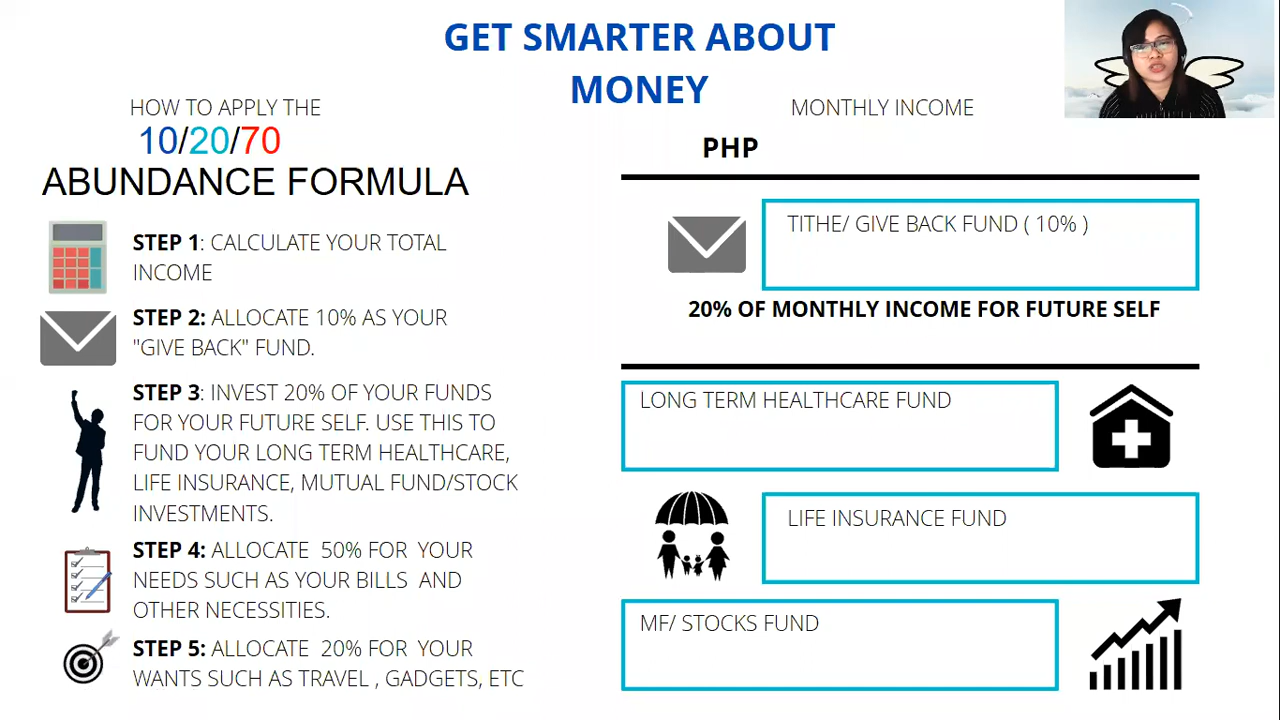 GET SMARTER ABOUT
MONEY
HOW TO APPLY THE
10/20/70
ABUNDANCE FORMULA
STEP 1: CALCULATE YOUR TOTAL
INCOME
STEP 2: ALLOCATE 10% AS YOUR
"GIVE BACK" FUND.
STEP 3: INVEST 20% OF YOUR FUNDS
FOR YOUR FUTURE SELF. USE THIS TO
FUND YOUR LONG TERM HEALTHCARE,
LIFE INSURANCE, MUTUAL FUND/STOCK
INVESTMENTS.
STEP 4: ALLOCATE 50% FOR YOUR
NEEDS SUCH AS YOUR BILLS AND
OTHER NECESSITIES.
STEP 5: ALLOCATE 20% FOR YOUR
WANTS SUCH AS TRAVEL , GADGETS, ETC
MONTHLY INCOME
PHP
TITHE/ GIVE BACK FUND ( 10% )
20% OF MONTHLY INCOME FOR FUTURE SELF
LONG TERM HEALTHCARE FUND
LIFE INSURANCE FUND
MF/ STOCKS FUND